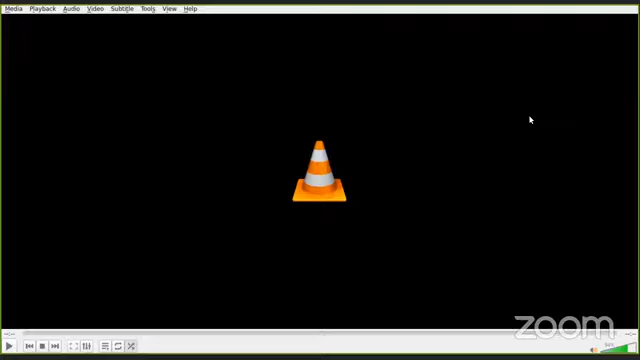 Media Playback Audio Video Subtitle Tools View Help
zoom
--:-- --:--